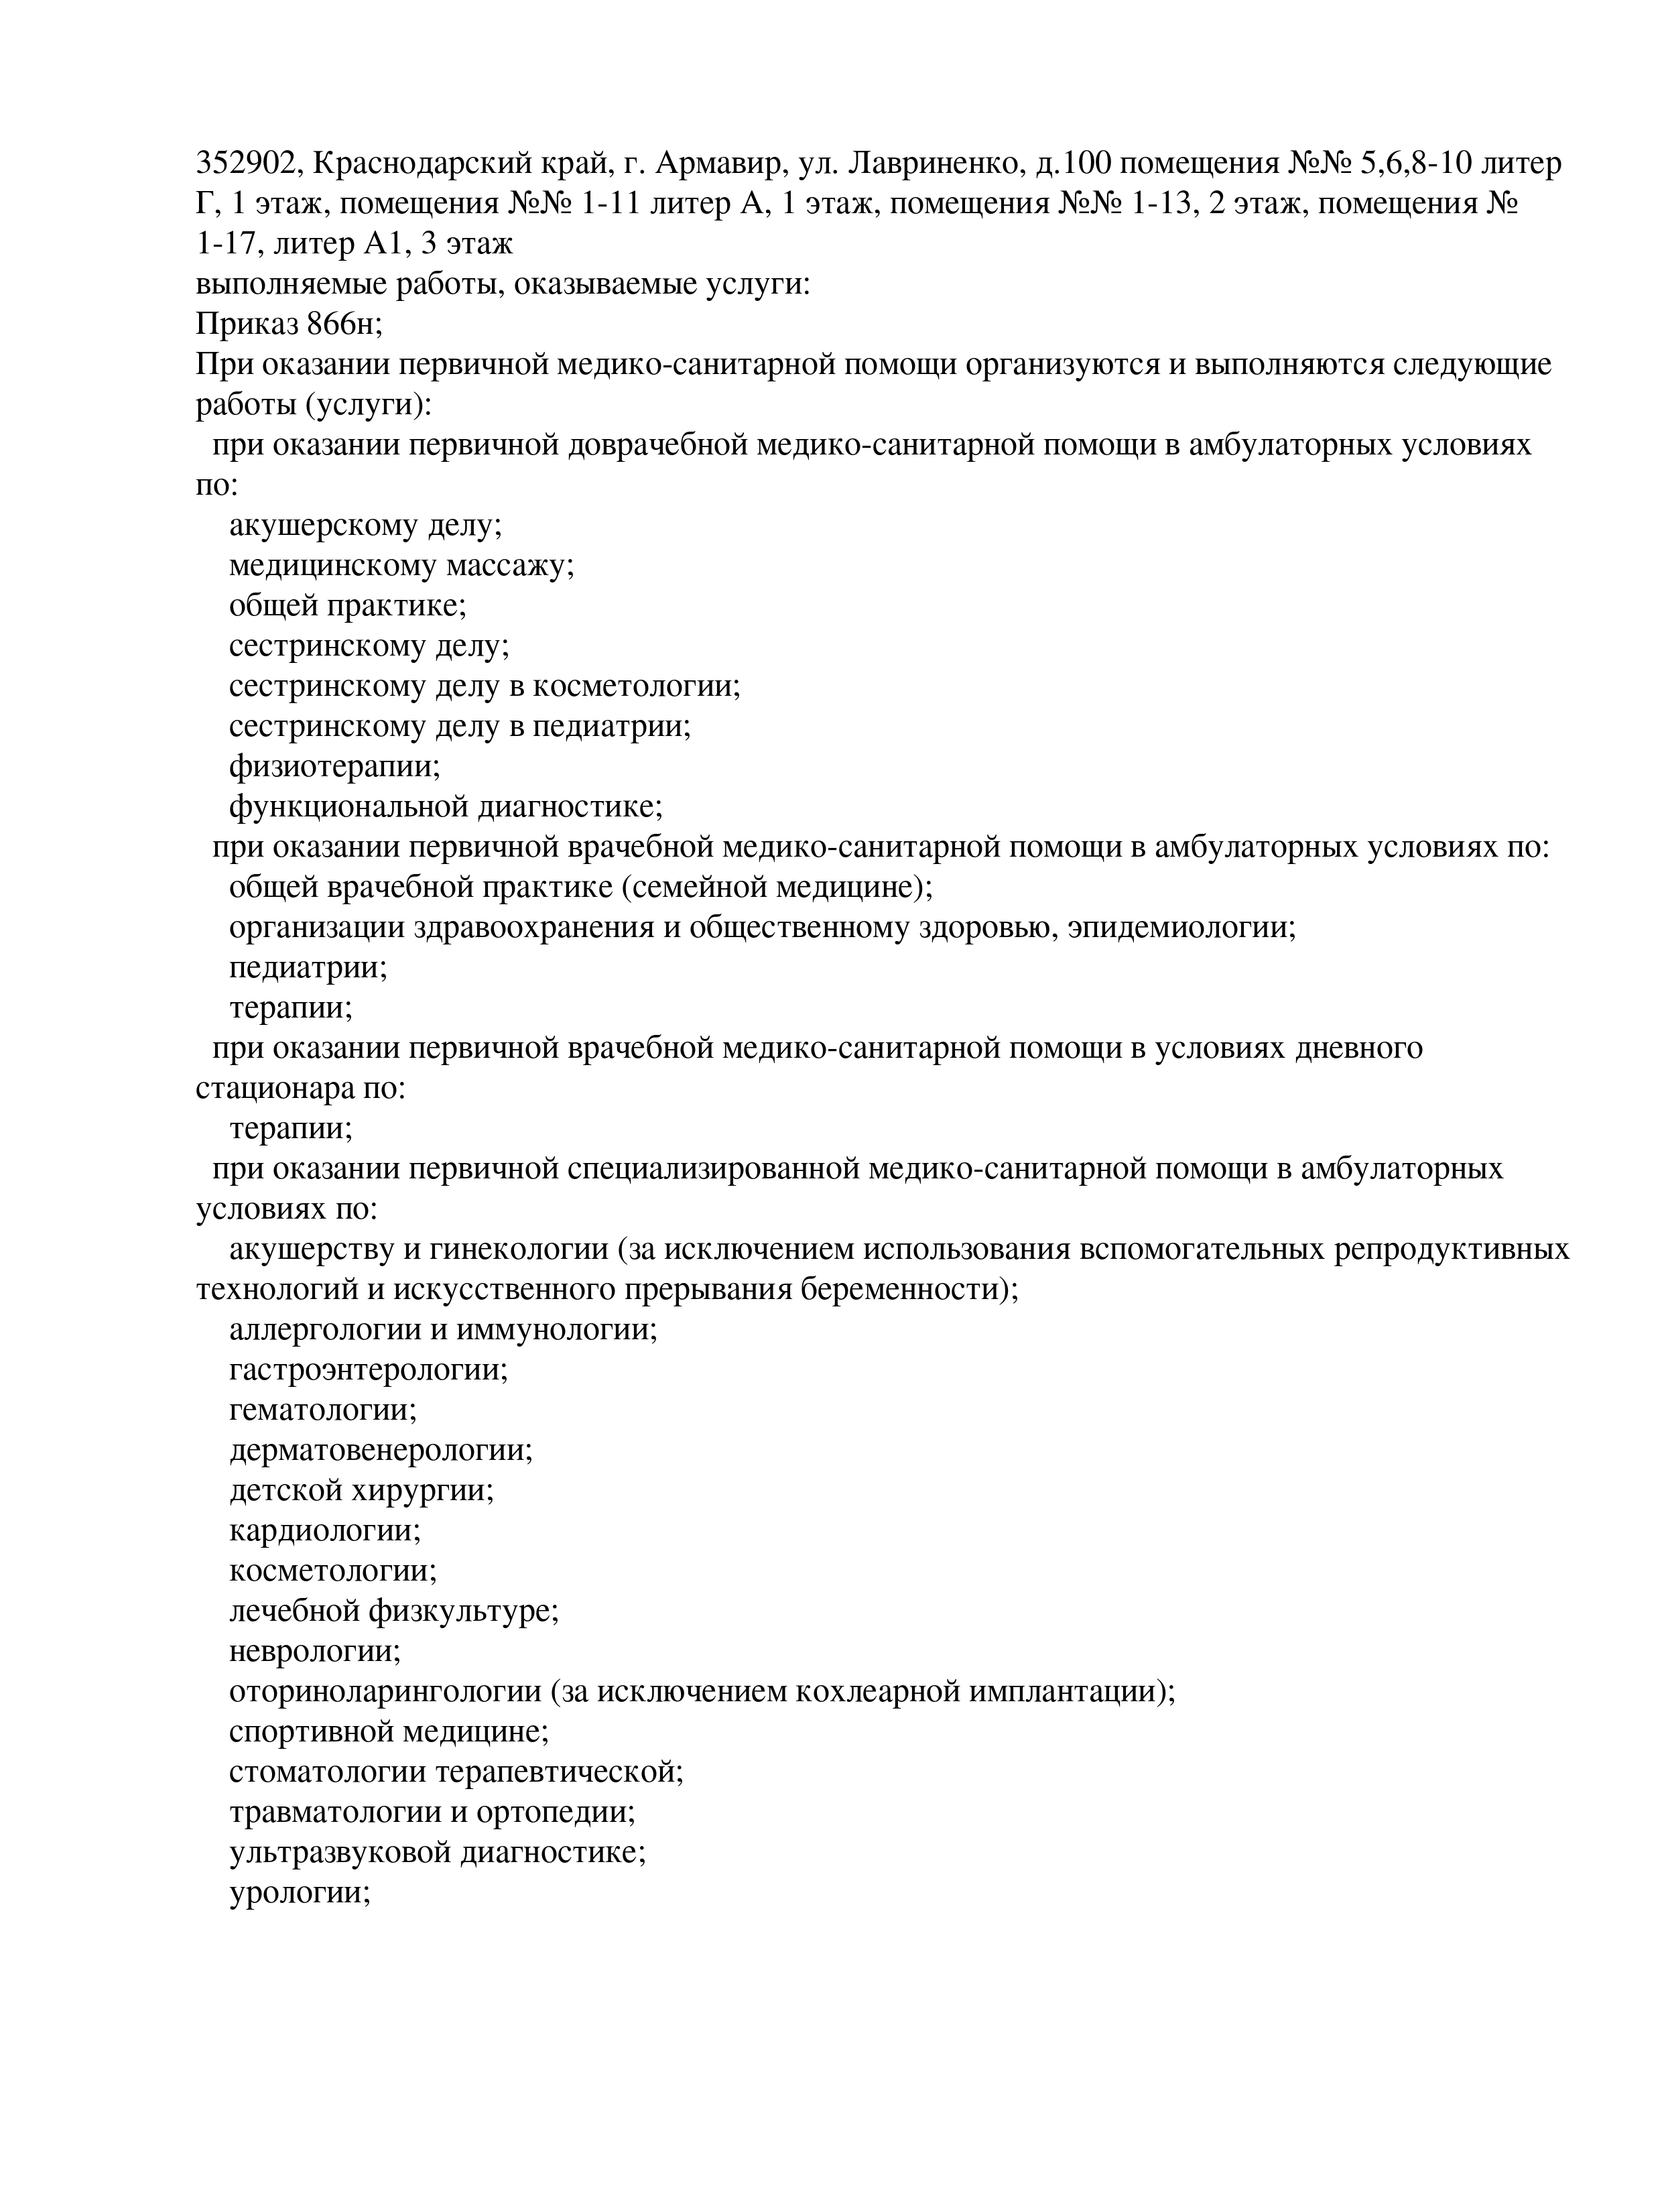 352902, Краснодарский край, г. Армавир, ул. Лавриненко, д.100 помещения №№ 5,6,8-10 литер
Г, 1 этаж, помещения №№ 1-11 литер А, 1 этаж, помещения №№ 1-13, 2 этаж, помещения №
1-17, литер А1, 3 этаж
выполняемые работы, оказываемые услуги:
Приказ 866н;
При оказании первичной медико-санитарной помощи организуются и выполняются следующие
работы (услуги):
при оказании первичной доврачебной медико-санитарной помощи в амбулаторных условиях
по:
акушерскому делу;
медицинскому массажу;
общей практике;
сестринскому делу;
сестринскому делу в косметологии;
сестринскому делу в педиатрии;
физиотерапии;
функциональной диагностике;
при оказании первичной врачебной медико-санитарной помощи в амбулаторных условиях по:
общей врачебной практике (семейной медицине);
организации здравоохранения и общественному здоровью, эпидемиологии;
педиатрии;
терапии;
при оказании первичной врачебной медико-санитарной помощи в условиях дневного
стационара по:
терапии;
при оказании первичной специализированной медико-санитарной помощи в амбулаторных
условиях по:
акушерству и гинекологии (за исключением использования вспомогательных репродуктивных
технологий и искусственного прерывания беременности);
аллергологии и иммунологии;
гастроэнтерологии;
гематологии;
дерматовенерологии;
детской хирургии;
кардиологии;
косметологии;
лечебной физкультуре;
неврологии;
оториноларингологии (за исключением кохлеарной имплантации);
спортивной медицине;
стоматологии терапевтической;
травматологии и ортопедии;
ультразвуковой диагностике;
урологии;